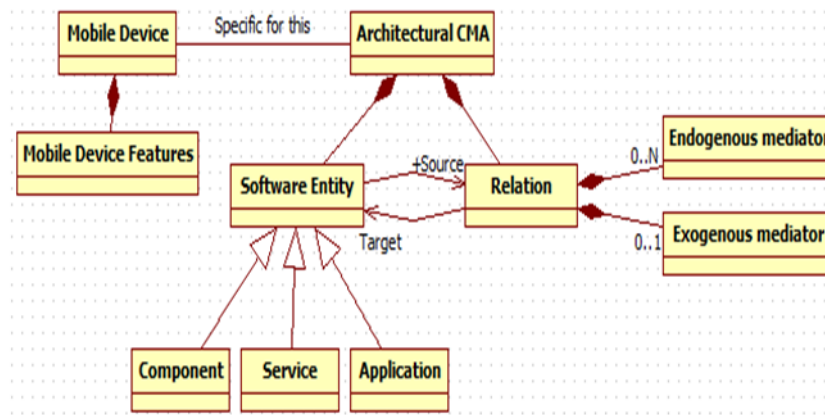 Mobile Device
Specific for this
Architectural CMA
Mobile Device Features
Endogenous mediator
0..N
+Source
Software Entity
Relation
Exogenous mediator
0..1
Target
Component
Service
Application